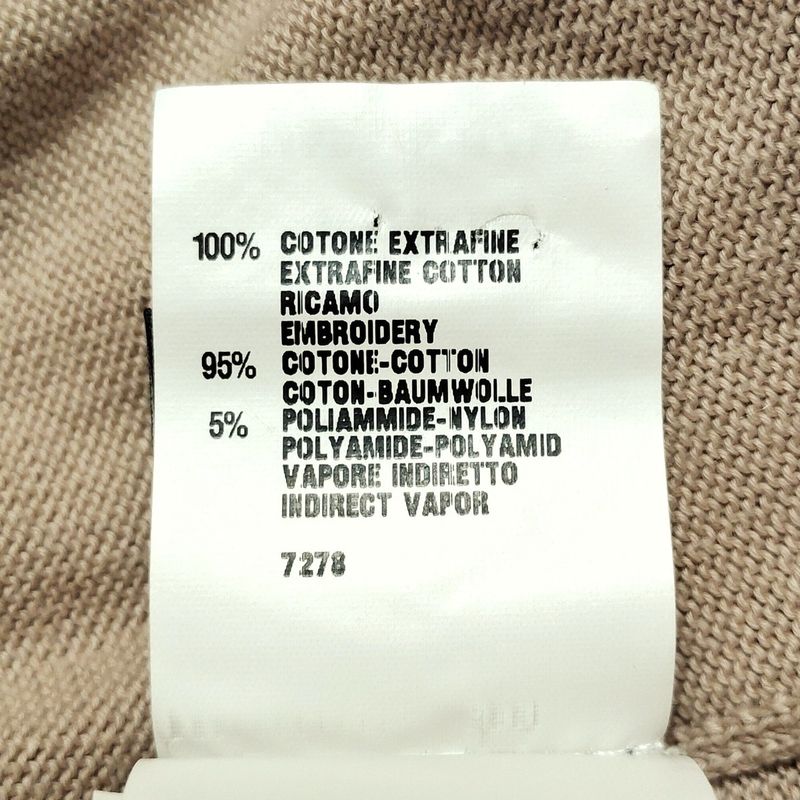 100% COTONE EXTRAFINE
EXTRAFINE COTTON
RICAMO
EMBROIDERY
95% COTONE-COTTON
COTON-BAUMWOLLE
5% POLIAMMIDE-NYLON
POLYAMIDE-POLYAMID
VAPORE INDIRETTO
INDIRECT VAPOR
7278